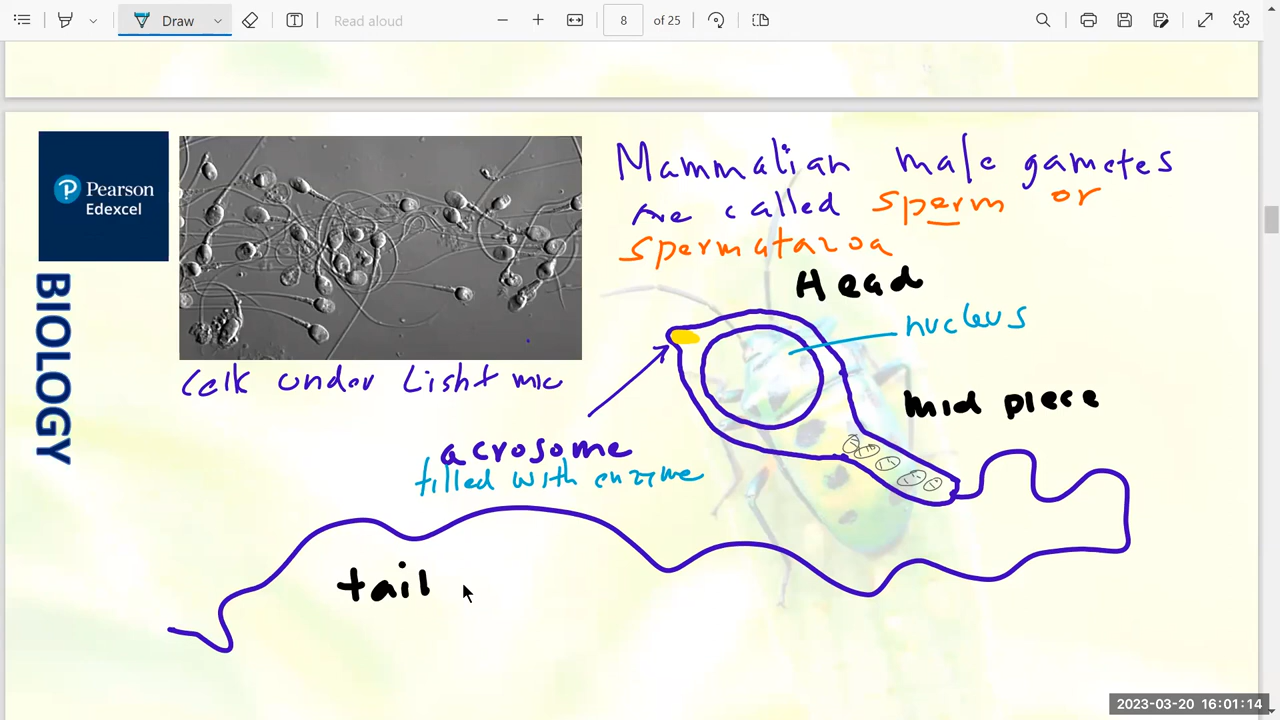 Draw
Read aloud
8
of 25
Pearson
Edexcel
BIOLOGY
Mammalian male gametes
are called sperm or
spermatazoa
Head
nucleus
Cells under Light mic
mid piece
acrosome
filled with enzyme
tail
2023-03-20 16:01:14